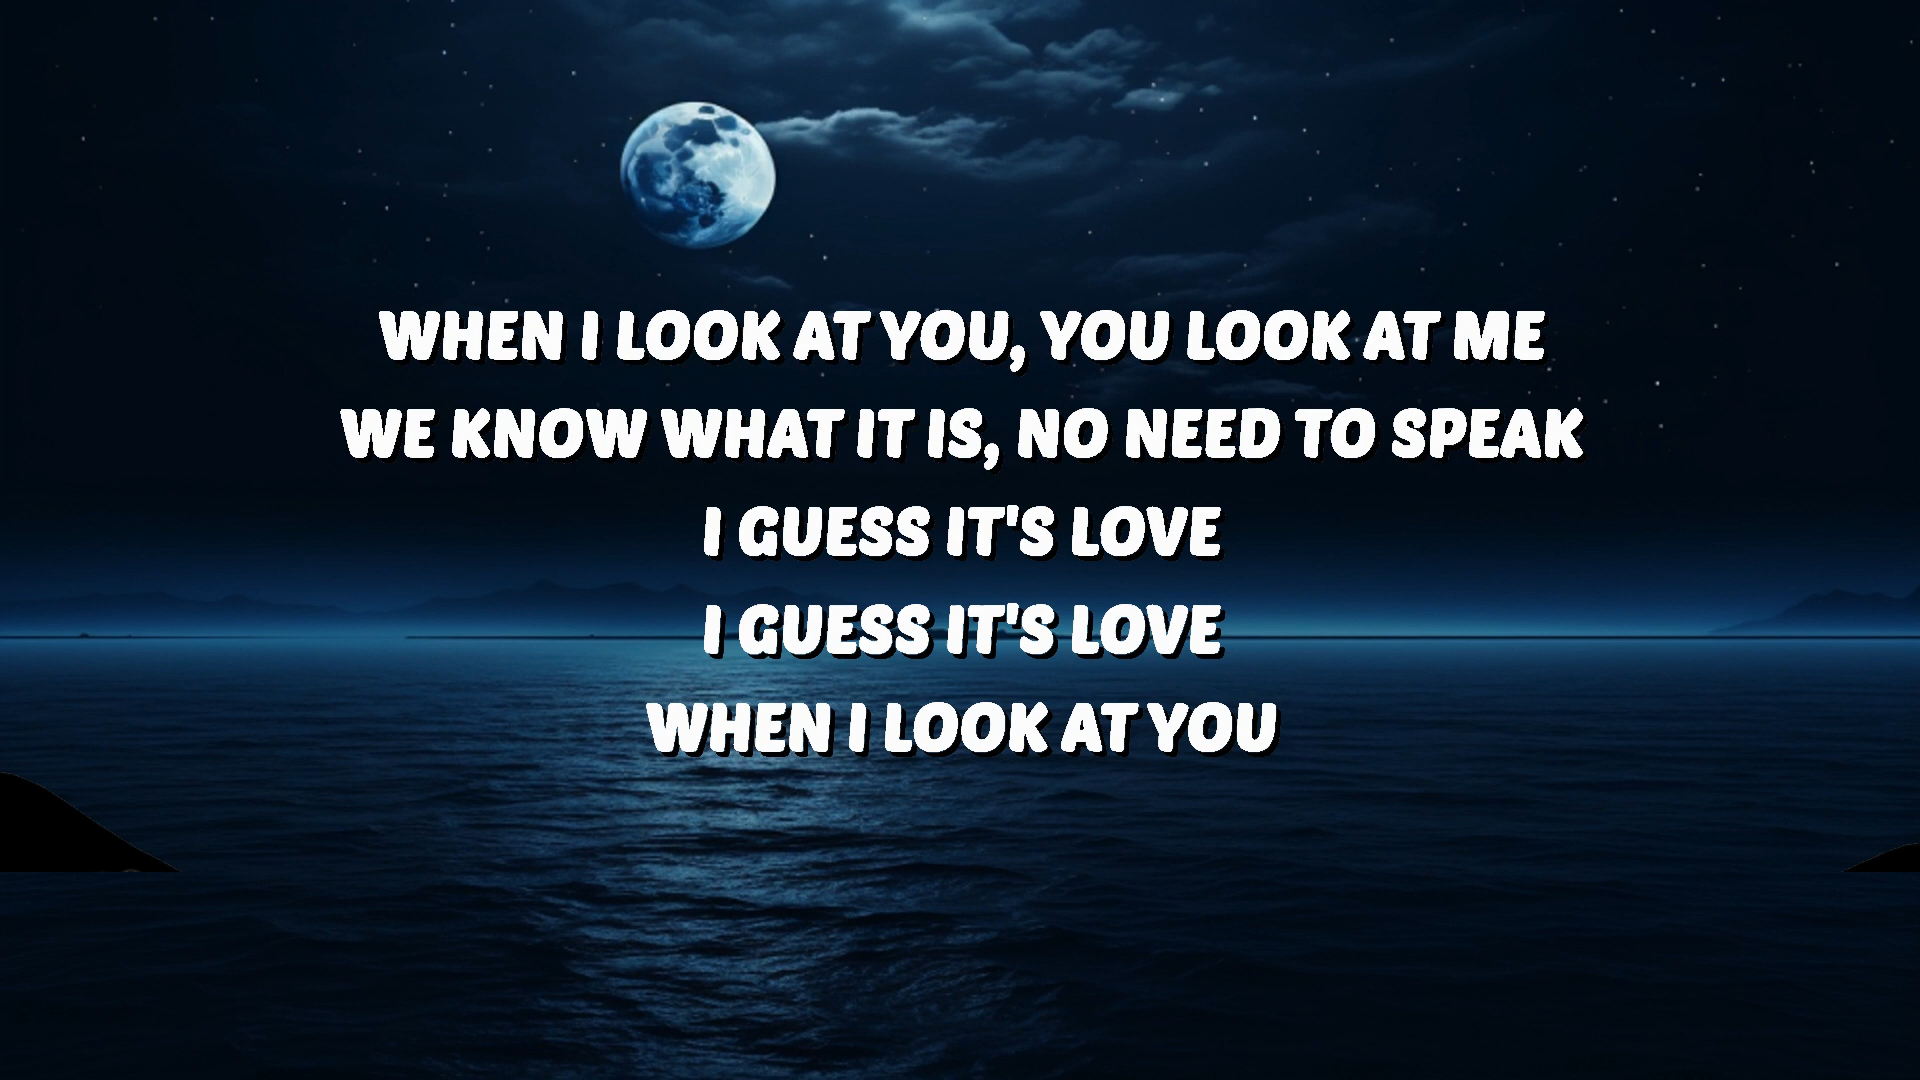 WHEN I LOOK AT YOU, YOU LOOK AT ME
WE KNOW WHAT IT IS, NO NEED TO SPEAK
I GUESS IT'S LOVE
I GUESS IT'S LOVE
WHEN I LOOK AT YOU